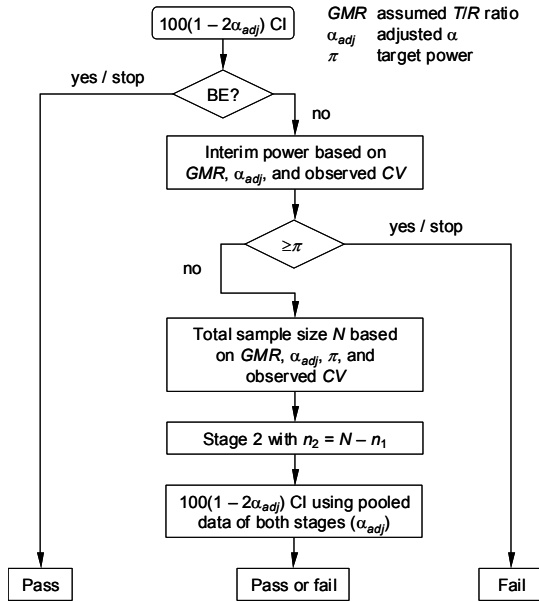 100(1 – 2αadj) CI
GMR assumed T/R ratio
αadj adjusted α
π target power
yes / stop
BE?
no
Interim power based on
GMR, αadj, and observed CV
yes / stop
≥π
no
Total sample size N based
on GMR, αadj, π, and
observed CV
Stage 2 with n2 = N – n1
100(1 – 2αadj) CI using pooled
data of both stages (αadj)
Pass
Pass or fail
Fail